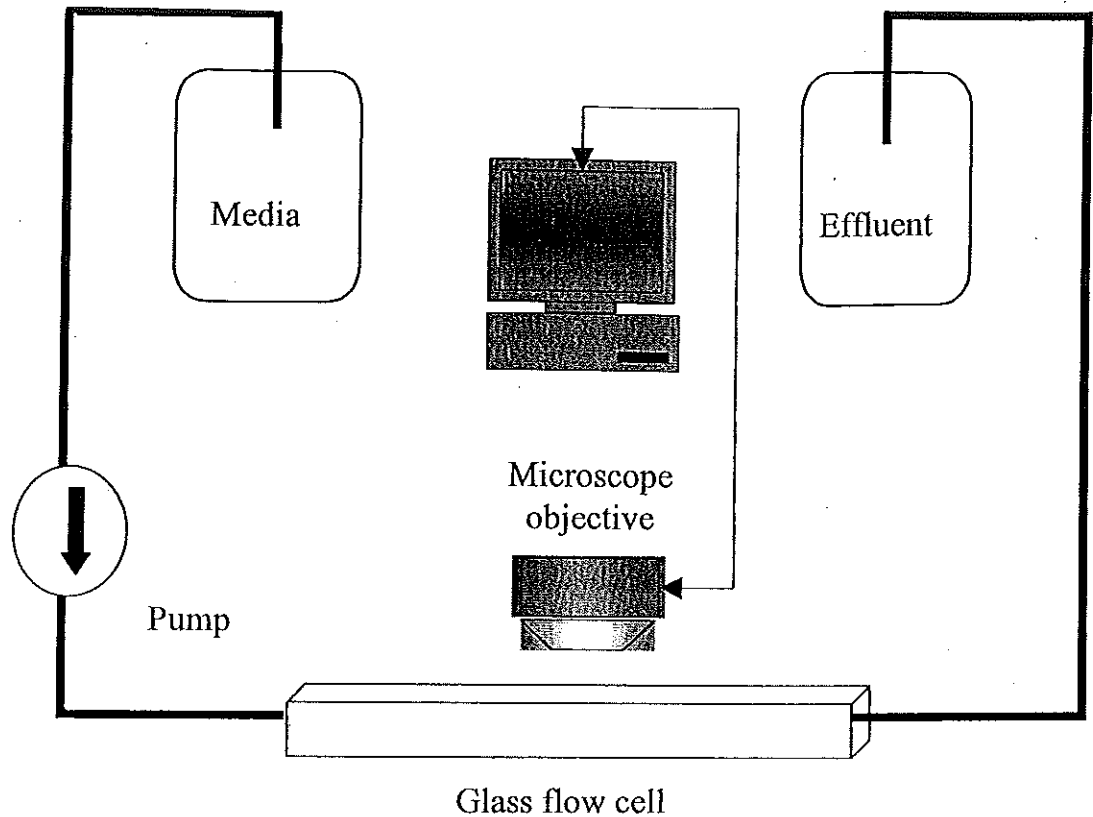 Media
Effluent
Microscope
objective
Pump
Glass flow cell